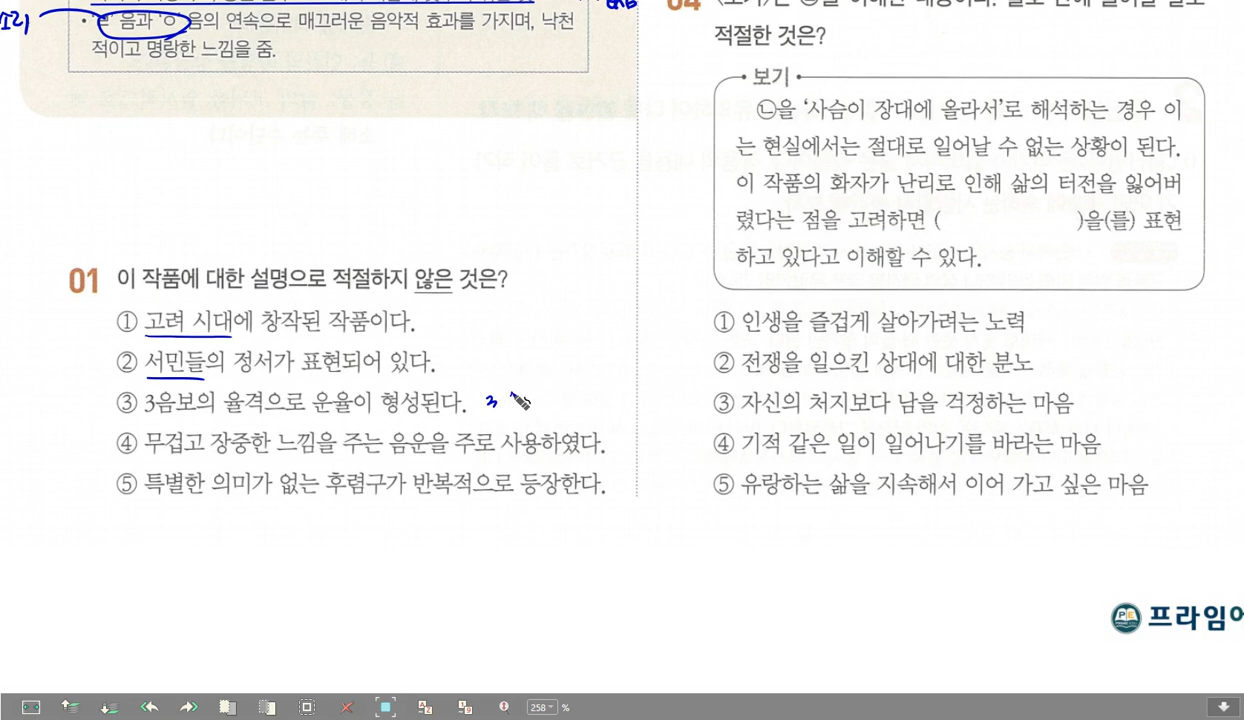 소리
· 'ㄹ' 음과 'ㅇ' 음의 연속으로 매끄러운 음악적 효과를 가지며, 낙천
적이고 명랑한 느낌을 줌.
01 이 작품에 대한 설명으로 적절하지 않은 것은?
① 고려 시대에 창작된 작품이다.
② 서민들의 정서가 표현되어 있다.
③ 3음보의 율격으로 운율이 형성된다. 3
④ 무겁고 장중한 느낌을 주는 음운을 주로 사용하였다.
⑤ 특별한 의미가 없는 후렴구가 반복적으로 등장한다.
04
적절한 것은?
• 보기 •
㉡을 '사슴이 장대에 올라서'로 해석하는 경우 이
는 현실에서는 절대로 일어날 수 없는 상황이 된다.
이 작품의 화자가 난리로 인해 삶의 터전을 잃어버
렸다는 점을 고려하면 ( )을(를) 표현
하고 있다고 이해할 수 있다.
① 인생을 즐겁게 살아가려는 노력
② 전쟁을 일으킨 상대에 대한 분노
③ 자신의 처지보다 남을 걱정하는 마음
④ 기적 같은 일이 일어나기를 바라는 마음
⑤ 유랑하는 삶을 지속해서 이어 가고 싶은 마음
프라임에
258 %